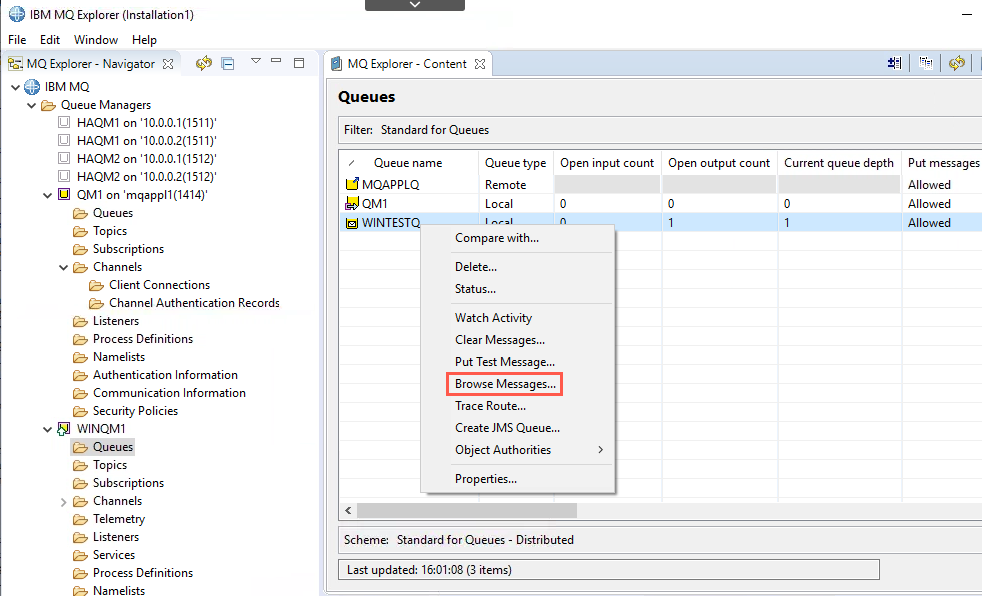 IBM MQ Explorer (Installation1)
File Edit Window Help
MQ Explorer - Navigator
IBM MQ
Queue Managers
HAQM1 on '10.0.0.1(1511)'
HAQM1 on '10.0.0.2(1511)'
HAQM2 on '10.0.0.1(1512)'
HAQM2 on '10.0.0.2(1512)'
QM1 on 'mqappl1(1414)'
Queues
Topics
Subscriptions
Channels
Client Connections
Channel Authentication Records
Listeners
Process Definitions
Namelists
Authentication Information
Communication Information
Security Policies
WINQM1
Queues
Topics
Subscriptions
Channels
Telemetry
Listeners
Services
Process Definitions
Namelists
MQ Explorer - Content
Queues
Filter: Standard for Queues
Queue name Queue type Open input count Open output count Current queue depth Put messages
MQAPPLQ Remote Allowed
QM1 Local 0 0 0 Allowed
WINTESTQ Local 0 1 1 Allowed
Compare with...
Delete...
Status...
Watch Activity
Clear Messages...
Put Test Message...
Browse Messages...
Trace Route...
Create JMS Queue...
Object Authorities
Properties...
Scheme: Standard for Queues - Distributed
Last updated: 16:01:08 (3 items)